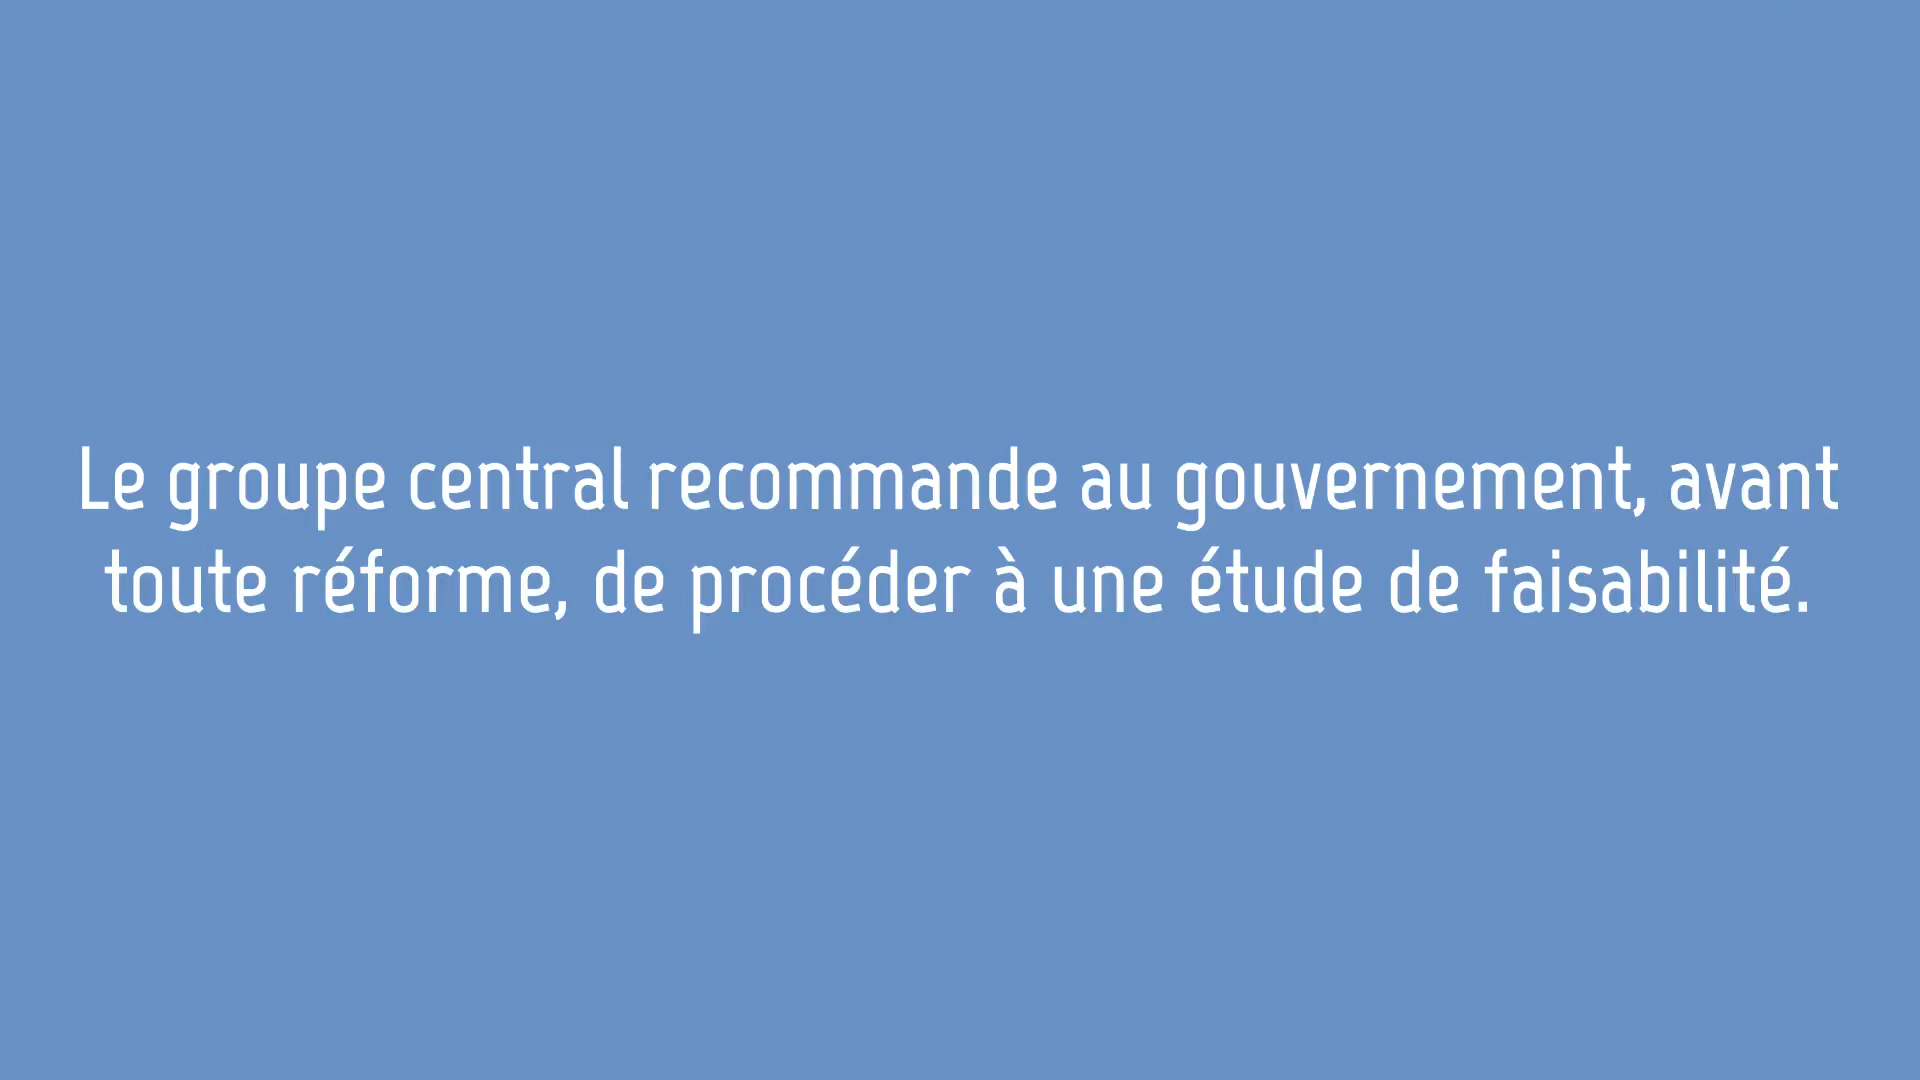 Le groupe central recommande au gouvernement, avant
toute réforme, de procéder à une étude de faisabilité.